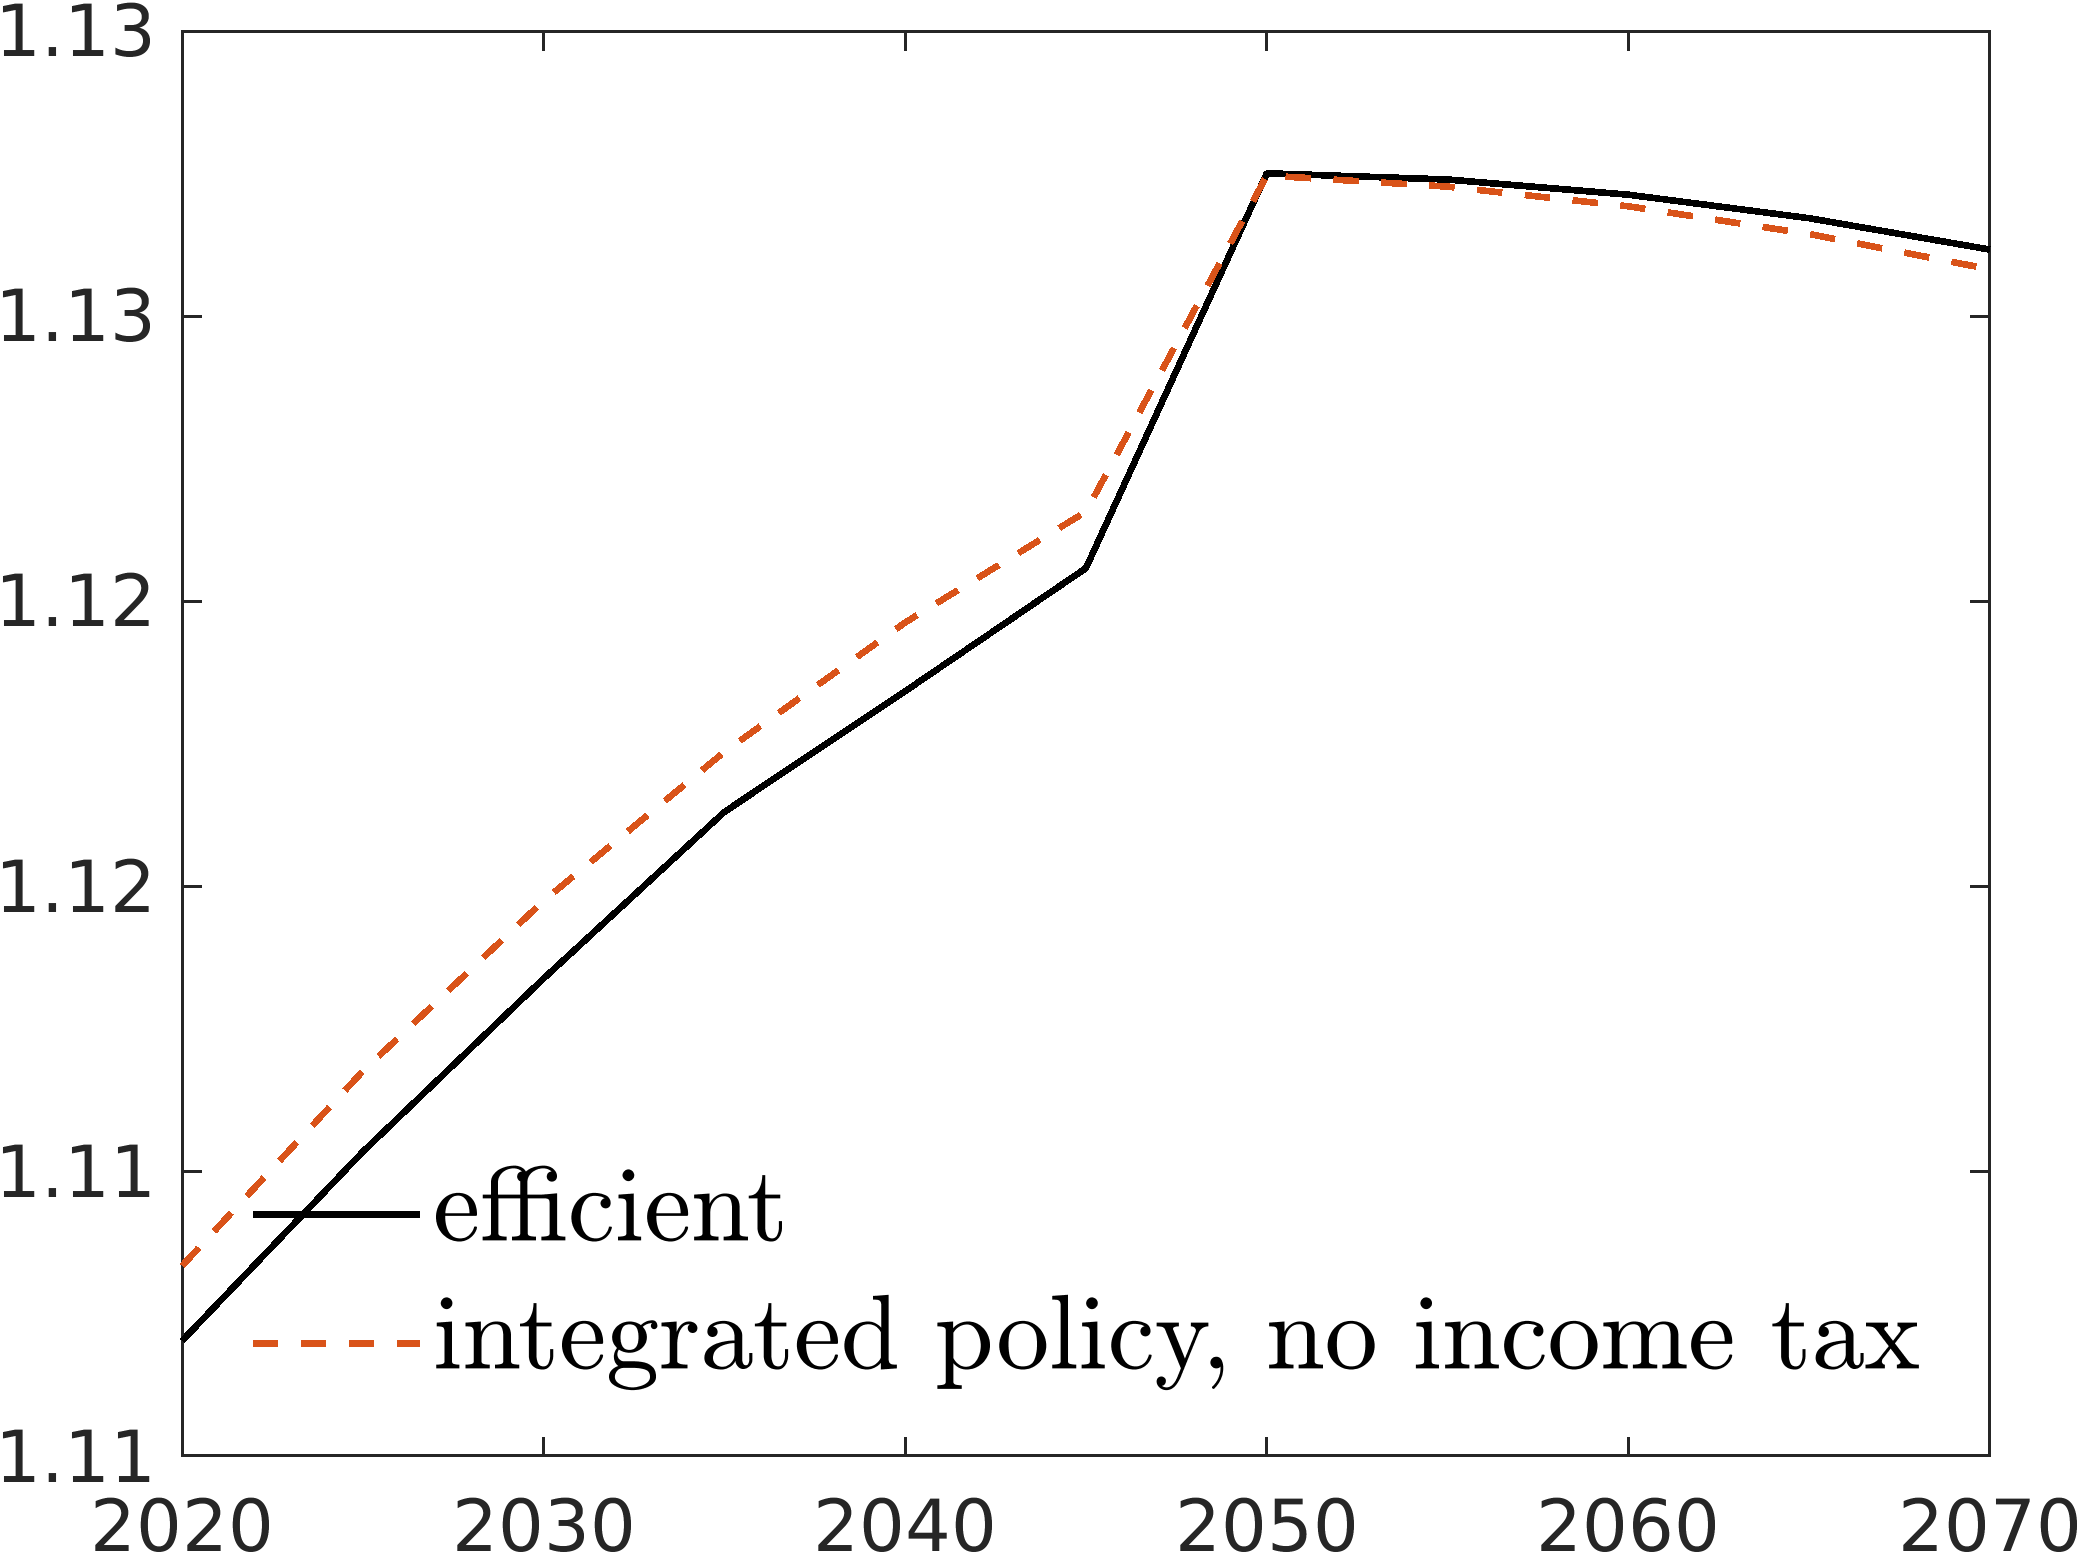 1.13
1.13
1.12
1.12
1.11
1.11
efficient
integrated policy, no income tax
2020 2030 2040 2050 2060 2070